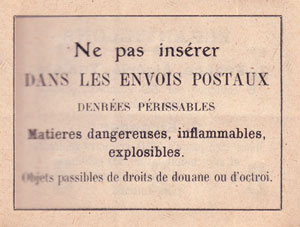 Ne pas insérer
DANS LES ENVOIS POSTAUX
DENRÉES PÉRISSABLES
Matieres dangereuses, inflammables,
explosibles.
Objets passibles de droits de douane ou d'octroi.